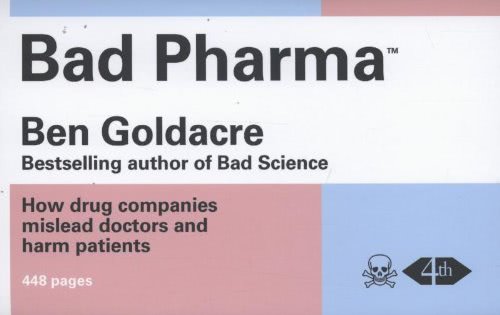 Bad Pharma™
Ben Goldacre
Bestselling author of Bad Science
How drug companies
mislead doctors and
harm patients
448 pages
4th